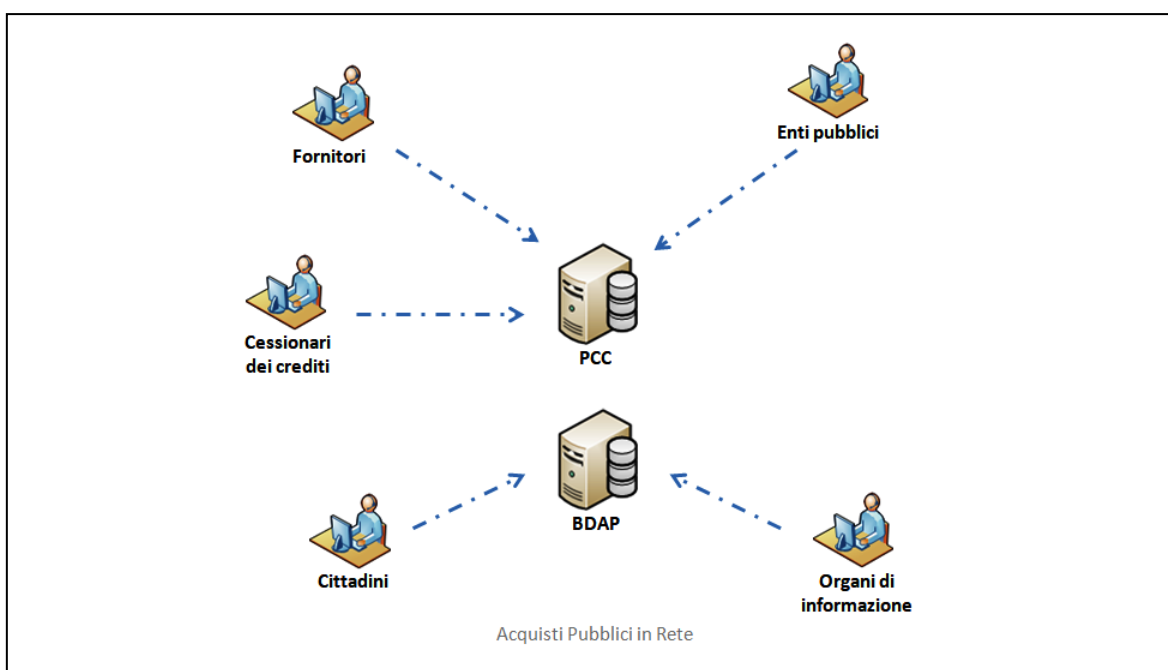 Fornitori
Enti pubblici
Cessionari
dei crediti
PCC
BDAP
Cittadini
Organi di
informazione
Acquisti Pubblici in Rete